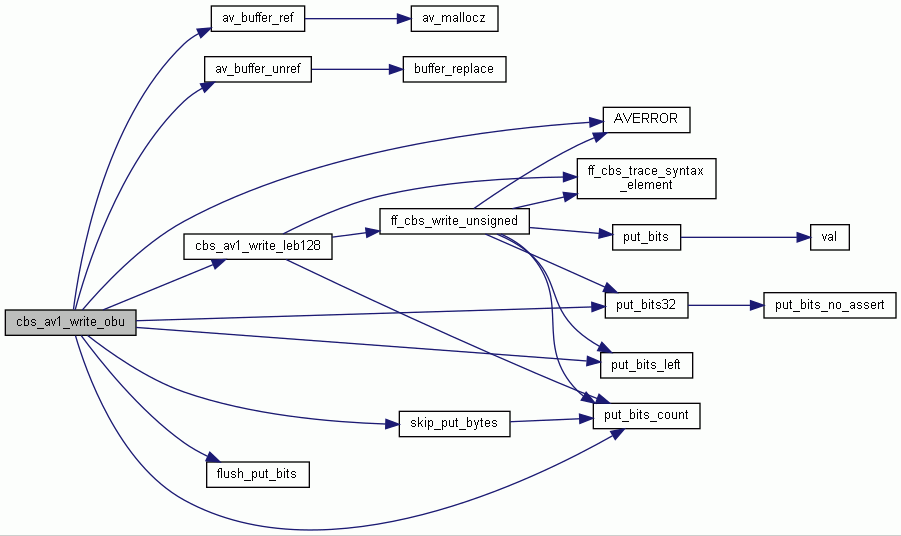 av_buffer_ref
av_mallocz
av_buffer_unref
buffer_replace
AVERROR
ff_cbs_trace_syntax
_element
ff_cbs_write_unsigned
put_bits
val
cbs_av1_write_leb128
put_bits32
put_bits_no_assert
cbs_av1_write_obu
put_bits_left
put_bits_count
skip_put_bytes
flush_put_bits